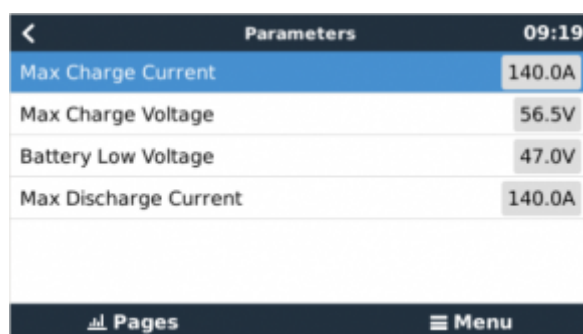 Parameters 09:19
Max Charge Current 140.0A
Max Charge Voltage 56.5V
Battery Low Voltage 47.0V
Max Discharge Current 140.0A
Pages Menu